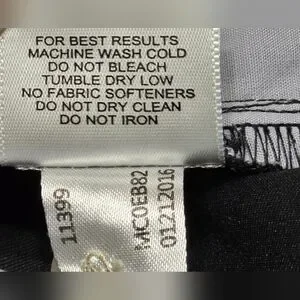 FOR BEST RESULTS
MACHINE WASH COLD
DO NOT BLEACH
TUMBLE DRY LOW
NO FABRIC SOFTENERS
DO NOT DRY CLEAN
DO NOT IRON
11399
MC0EB82
01212016